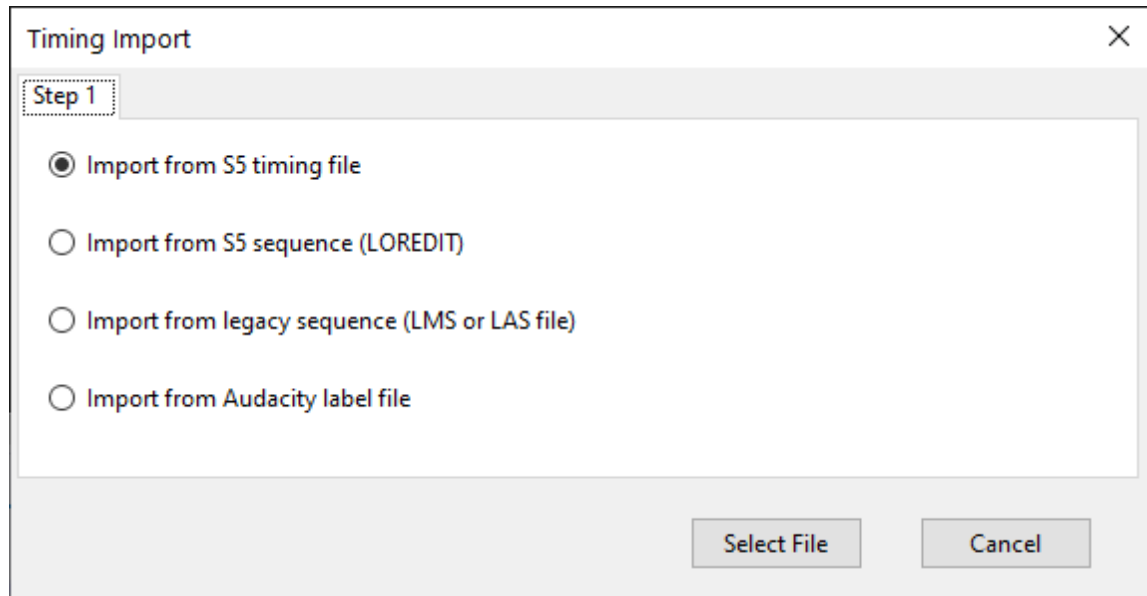 Timing Import
Step 1
Import from S5 timing file
Import from S5 sequence (LOREDIT)
Import from legacy sequence (LMS or LAS file)
Import from Audacity label file
Select File
Cancel